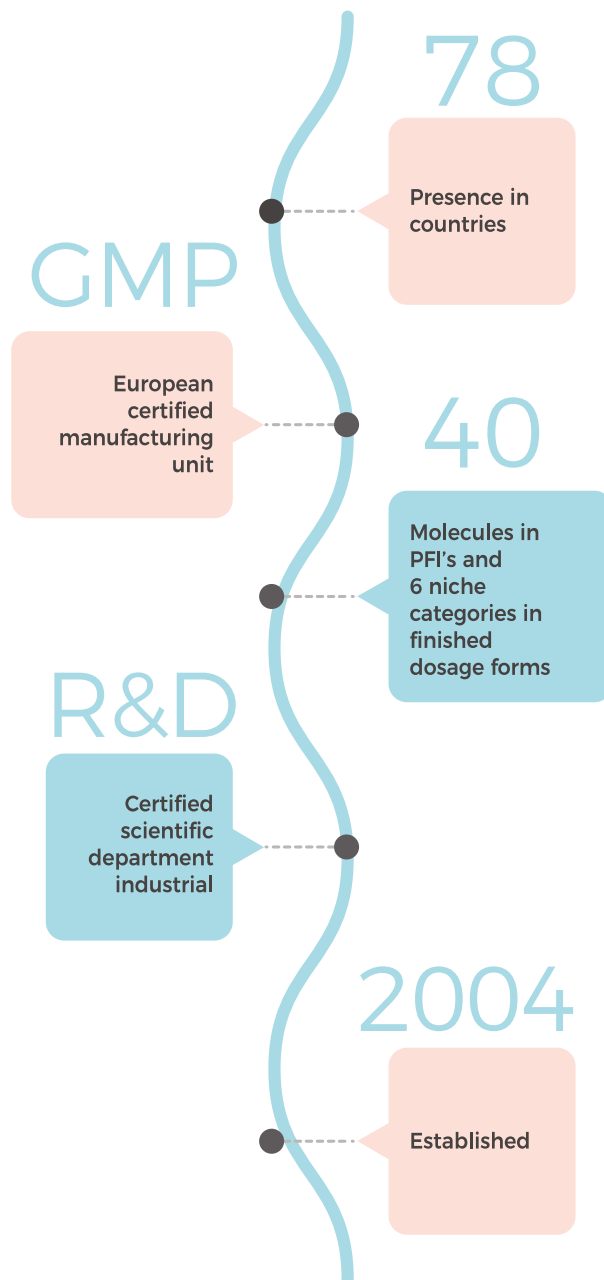 78
Presence in
countries
GMP
European
certified
manufacturing
unit
40
Molecules in
PFI's and
6 niche
categories in
finished
dosage forms
R&D
Certified
scientific
department
industrial
2004
Established